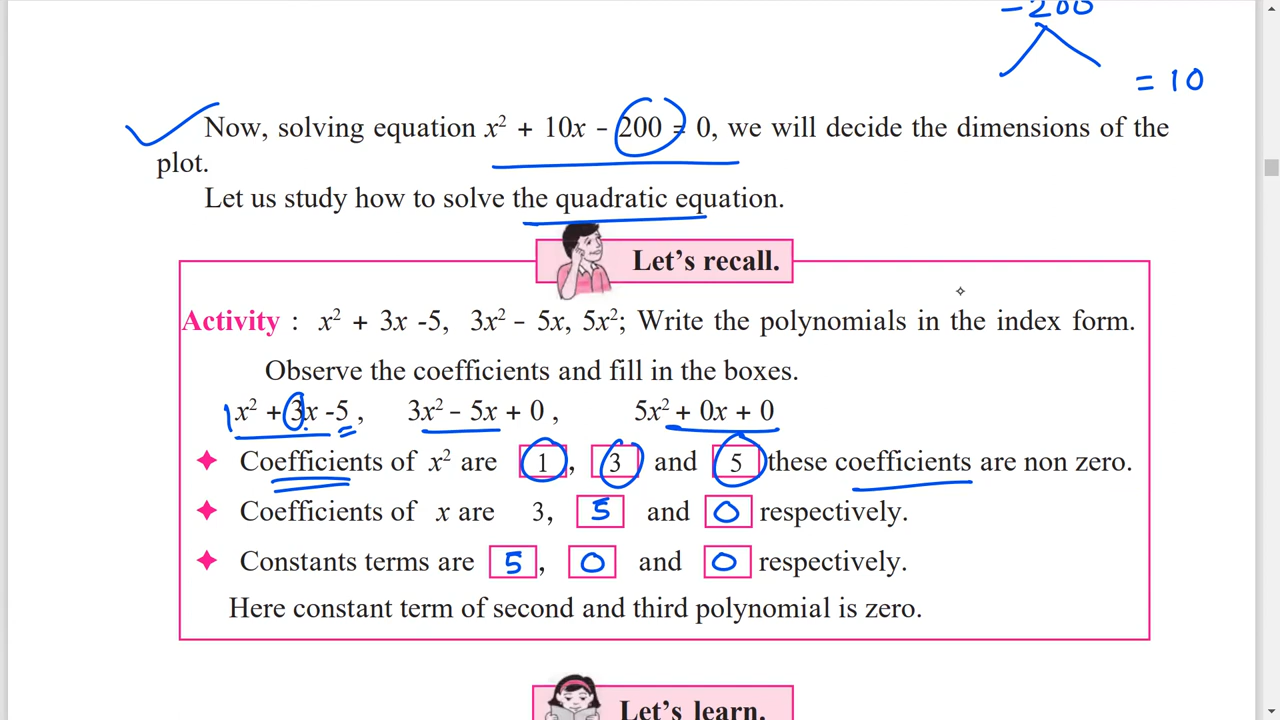 -200
= 10
Now, solving equation x² + 10x - 200 = 0, we will decide the dimensions of the
plot.
Let us study how to solve the quadratic equation.
Let's recall.
Activity : x² + 3x -5, 3x² - 5x, 5x²; Write the polynomials in the index form.
Observe the coefficients and fill in the boxes.
1x² + 3x -5 , 3x² - 5x + 0 , 5x² + 0x + 0
Coefficients of x² are 1 , 3 and 5 these coefficients are non zero.
Coefficients of x are 3, 5 and 0 respectively.
Constants terms are 5 , 0 and 0 respectively.
Here constant term of second and third polynomial is zero.
Let's learn.